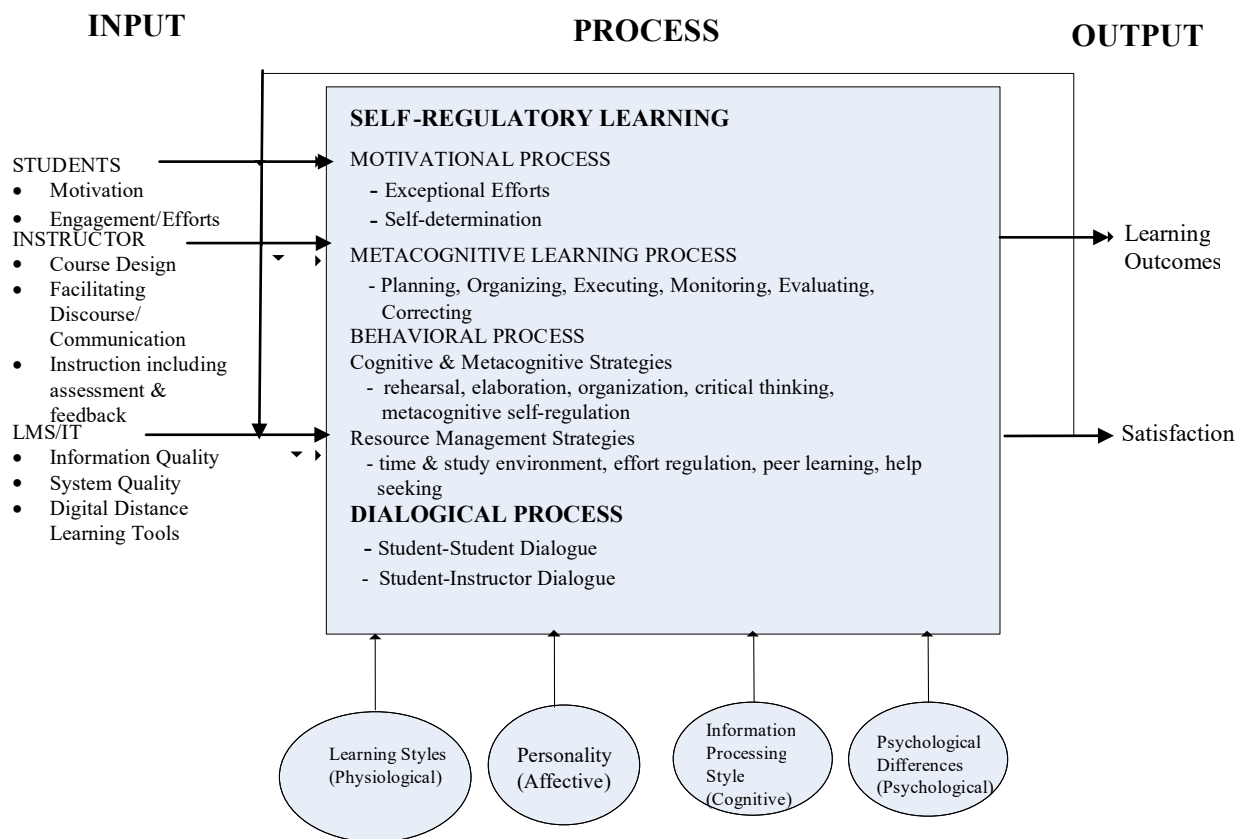 INPUT
PROCESS
OUTPUT
STUDENTS
• Motivation
• Engagement/Efforts
INSTRUCTOR
• Course Design
• Facilitating
Discourse/
Communication
• Instruction including
assessment &
feedback
LMS/IT
• Information Quality
• System Quality
• Digital Distance
Learning Tools
SELF-REGULATORY LEARNING
MOTIVATIONAL PROCESS
- Exceptional Efforts
- Self-determination
METACOGNITIVE LEARNING PROCESS
- Planning, Organizing, Executing, Monitoring, Evaluating,
Correcting
BEHAVIORAL PROCESS
Cognitive & Metacognitive Strategies
- rehearsal, elaboration, organization, critical thinking,
metacognitive self-regulation
Resource Management Strategies
- time & study environment, effort regulation, peer learning, help
seeking
DIALOGICAL PROCESS
- Student-Student Dialogue
- Student-Instructor Dialogue
Learning
Outcomes
Satisfaction
Learning Styles
(Physiological)
Personality
(Affective)
Information
Processing
Style
(Cognitive)
Psychological
Differences
(Psychological)